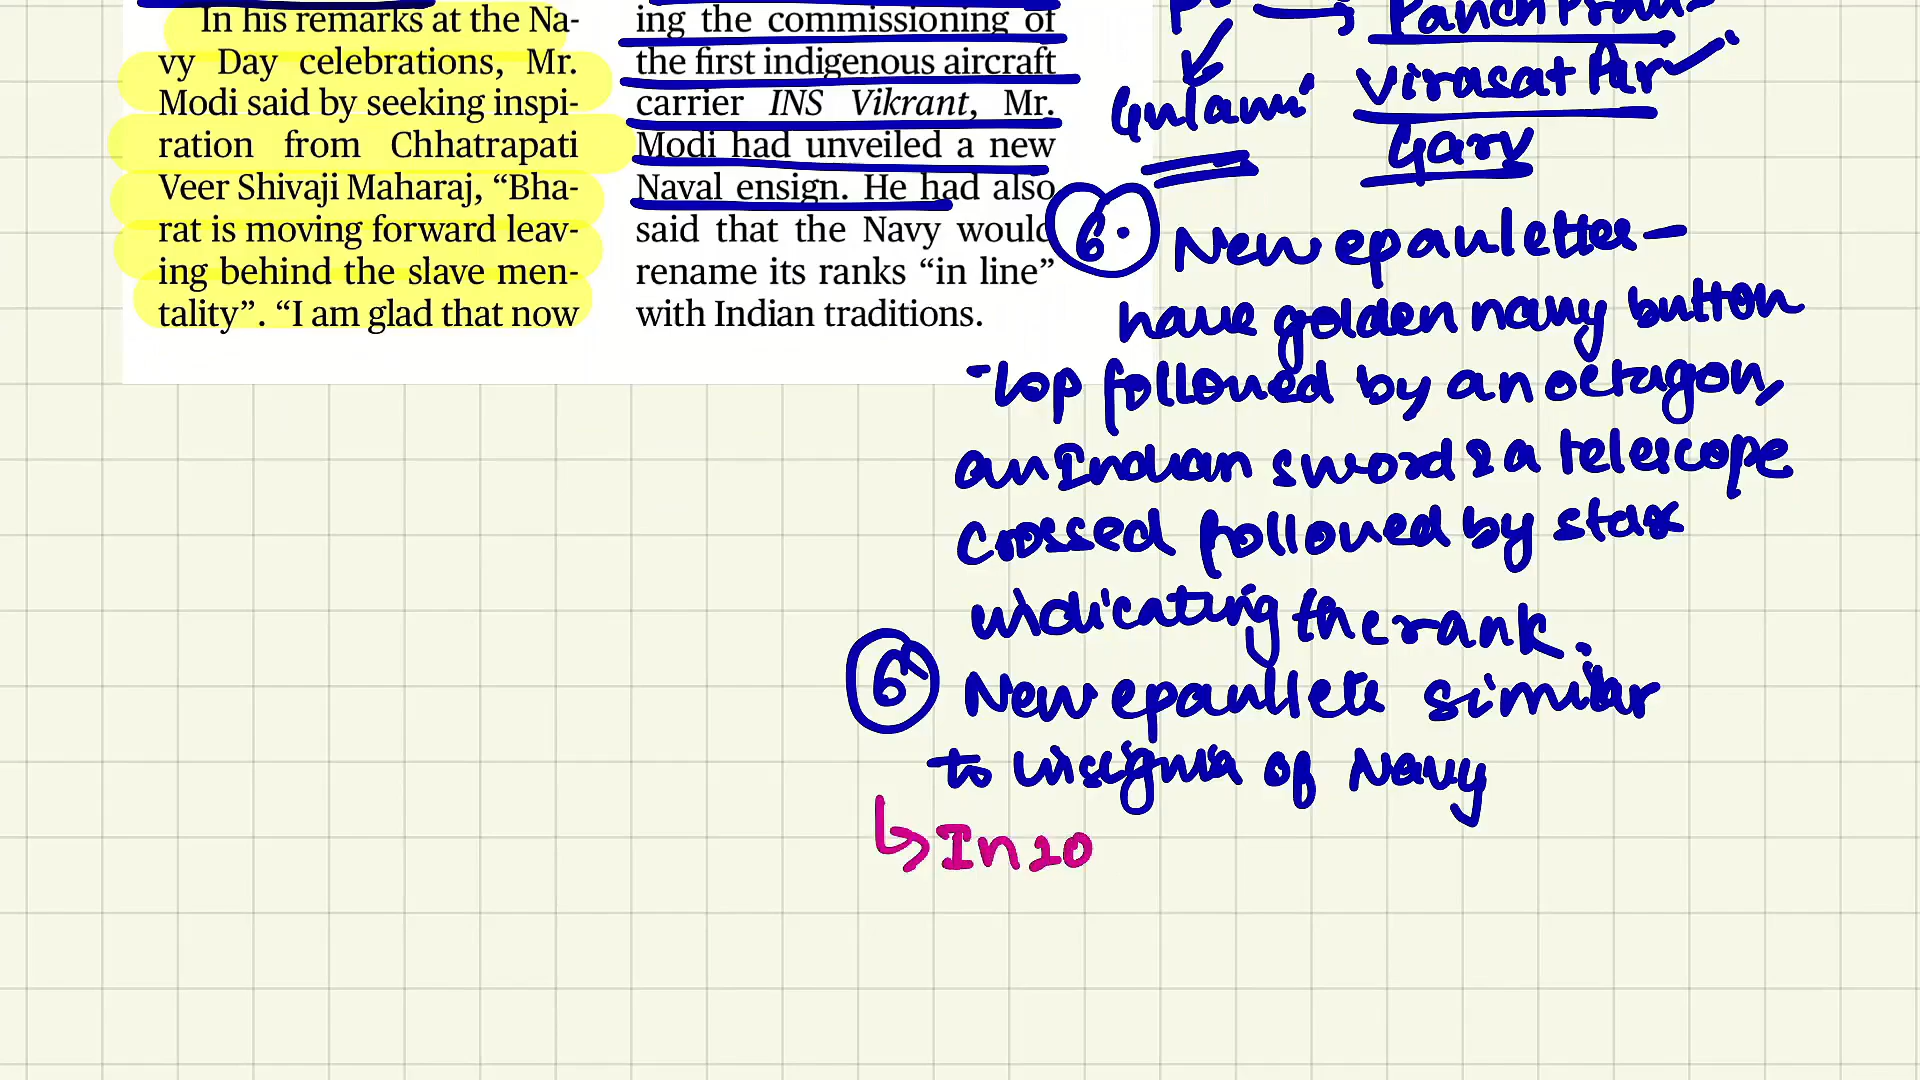 In his remarks at the Na-
vy Day celebrations, Mr.
Modi said by seeking inspi-
ration from Chhatrapati
Veer Shivaji Maharaj, “Bha-
rat is moving forward leav-
ing behind the slave men-
tality”. “I am glad that now
ing the commissioning of
the first indigenous aircraft
carrier INS Vikrant, Mr.
Modi had unveiled a new
Naval ensign. He had also
said that the Navy would
rename its ranks “in line”
with Indian traditions.
Panch Pran
Gulami
Virasat Par
Garv
6. New epaulettes -
have golden navy button
top followed by an octagon,
an Indian sword & a telescope
crossed followed by stars
indicating the rank.
6 New epaullets similar
to insignia of Navy
↳ In 20